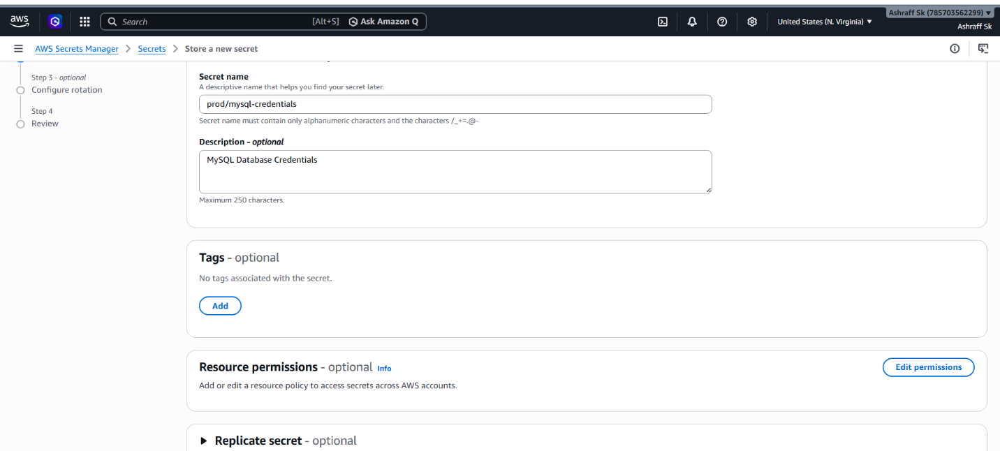 aws
Search [Alt+S] Ask Amazon Q
United States (N. Virginia) ▼
Ashraff Sk (785703562299) ▼
Ashraff Sk
AWS Secrets Manager > Secrets > Store a new secret
Step 3 - optional
Configure rotation
Step 4
Review
Secret name
A descriptive name that helps you find your secret later.
prod/mysql-credentials
Secret name must contain only alphanumeric characters and the characters /_+=.@-
Description - optional
MySQL Database Credentials
Maximum 250 characters.
Tags - optional
No tags associated with the secret.
Add
Resource permissions - optional Info
Edit permissions
Add or edit a resource policy to access secrets across AWS accounts.
Replicate secret - optional